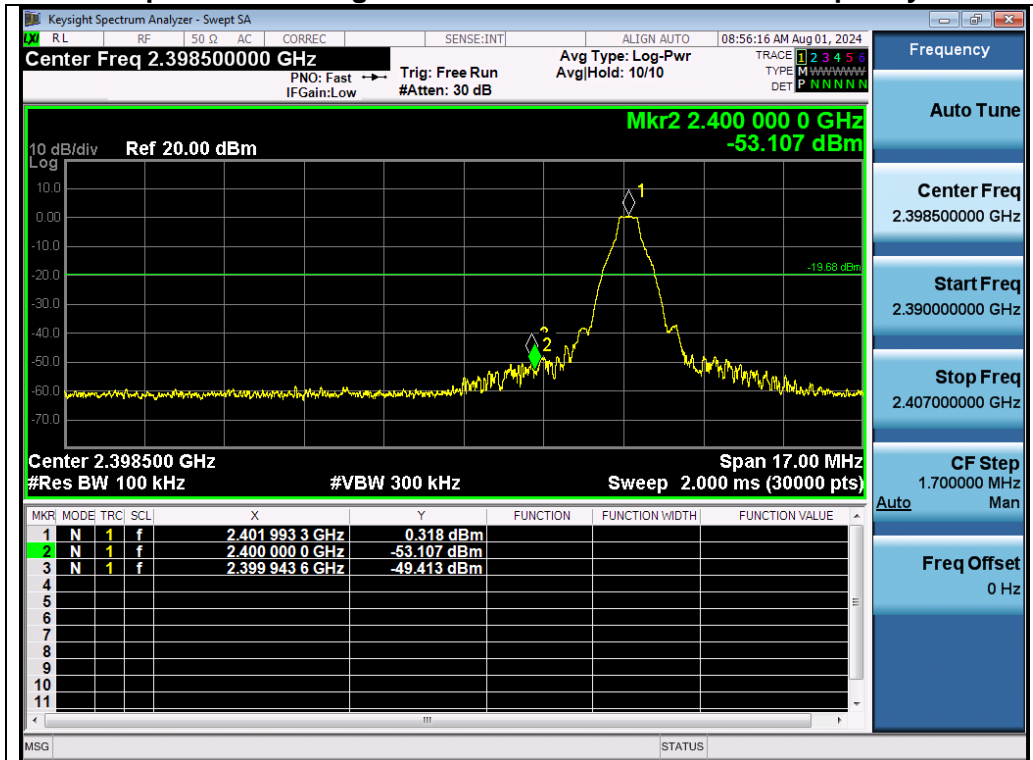 Keysight Spectrum Analyzer - Swept SA
LXI RL RF 50 Ω AC CORREC SENSE:INT ALIGN AUTO 08:56:16 AM Aug 01, 2024
Center Freq 2.398500000 GHz
PNO: Fast
IFGain:Low
Trig: Free Run
#Atten: 30 dB
Avg Type: Log-Pwr
Avg|Hold: 10/10
TRACE 1 2 3 4 5 6
TYPE M WWWWW
DET P N N N N N
Mkr2 2.400 000 0 GHz
-53.107 dBm
10 dB/div Ref 20.00 dBm
Log
10.0
0.00
-10.0
-20.0
-30.0
-40.0
-50.0
-60.0
-70.0
1
2
-19.68 dBm
Center 2.398500 GHz Span 17.00 MHz
#Res BW 100 kHz #VBW 300 kHz Sweep 2.000 ms (30000 pts)
MKR MODE TRC SCL X Y FUNCTION FUNCTION WIDTH FUNCTION VALUE
1 N 1 f 2.401 993 3 GHz 0.318 dBm
2 N 1 f 2.400 000 0 GHz -53.107 dBm
3 N 1 f 2.399 943 6 GHz -49.413 dBm
4
5
6
7
8
9
10
11
MSG STATUS
Frequency
Auto Tune
Center Freq
2.398500000 GHz
Start Freq
2.390000000 GHz
Stop Freq
2.407000000 GHz
CF Step
1.700000 MHz
Auto Man
Freq Offset
0 Hz